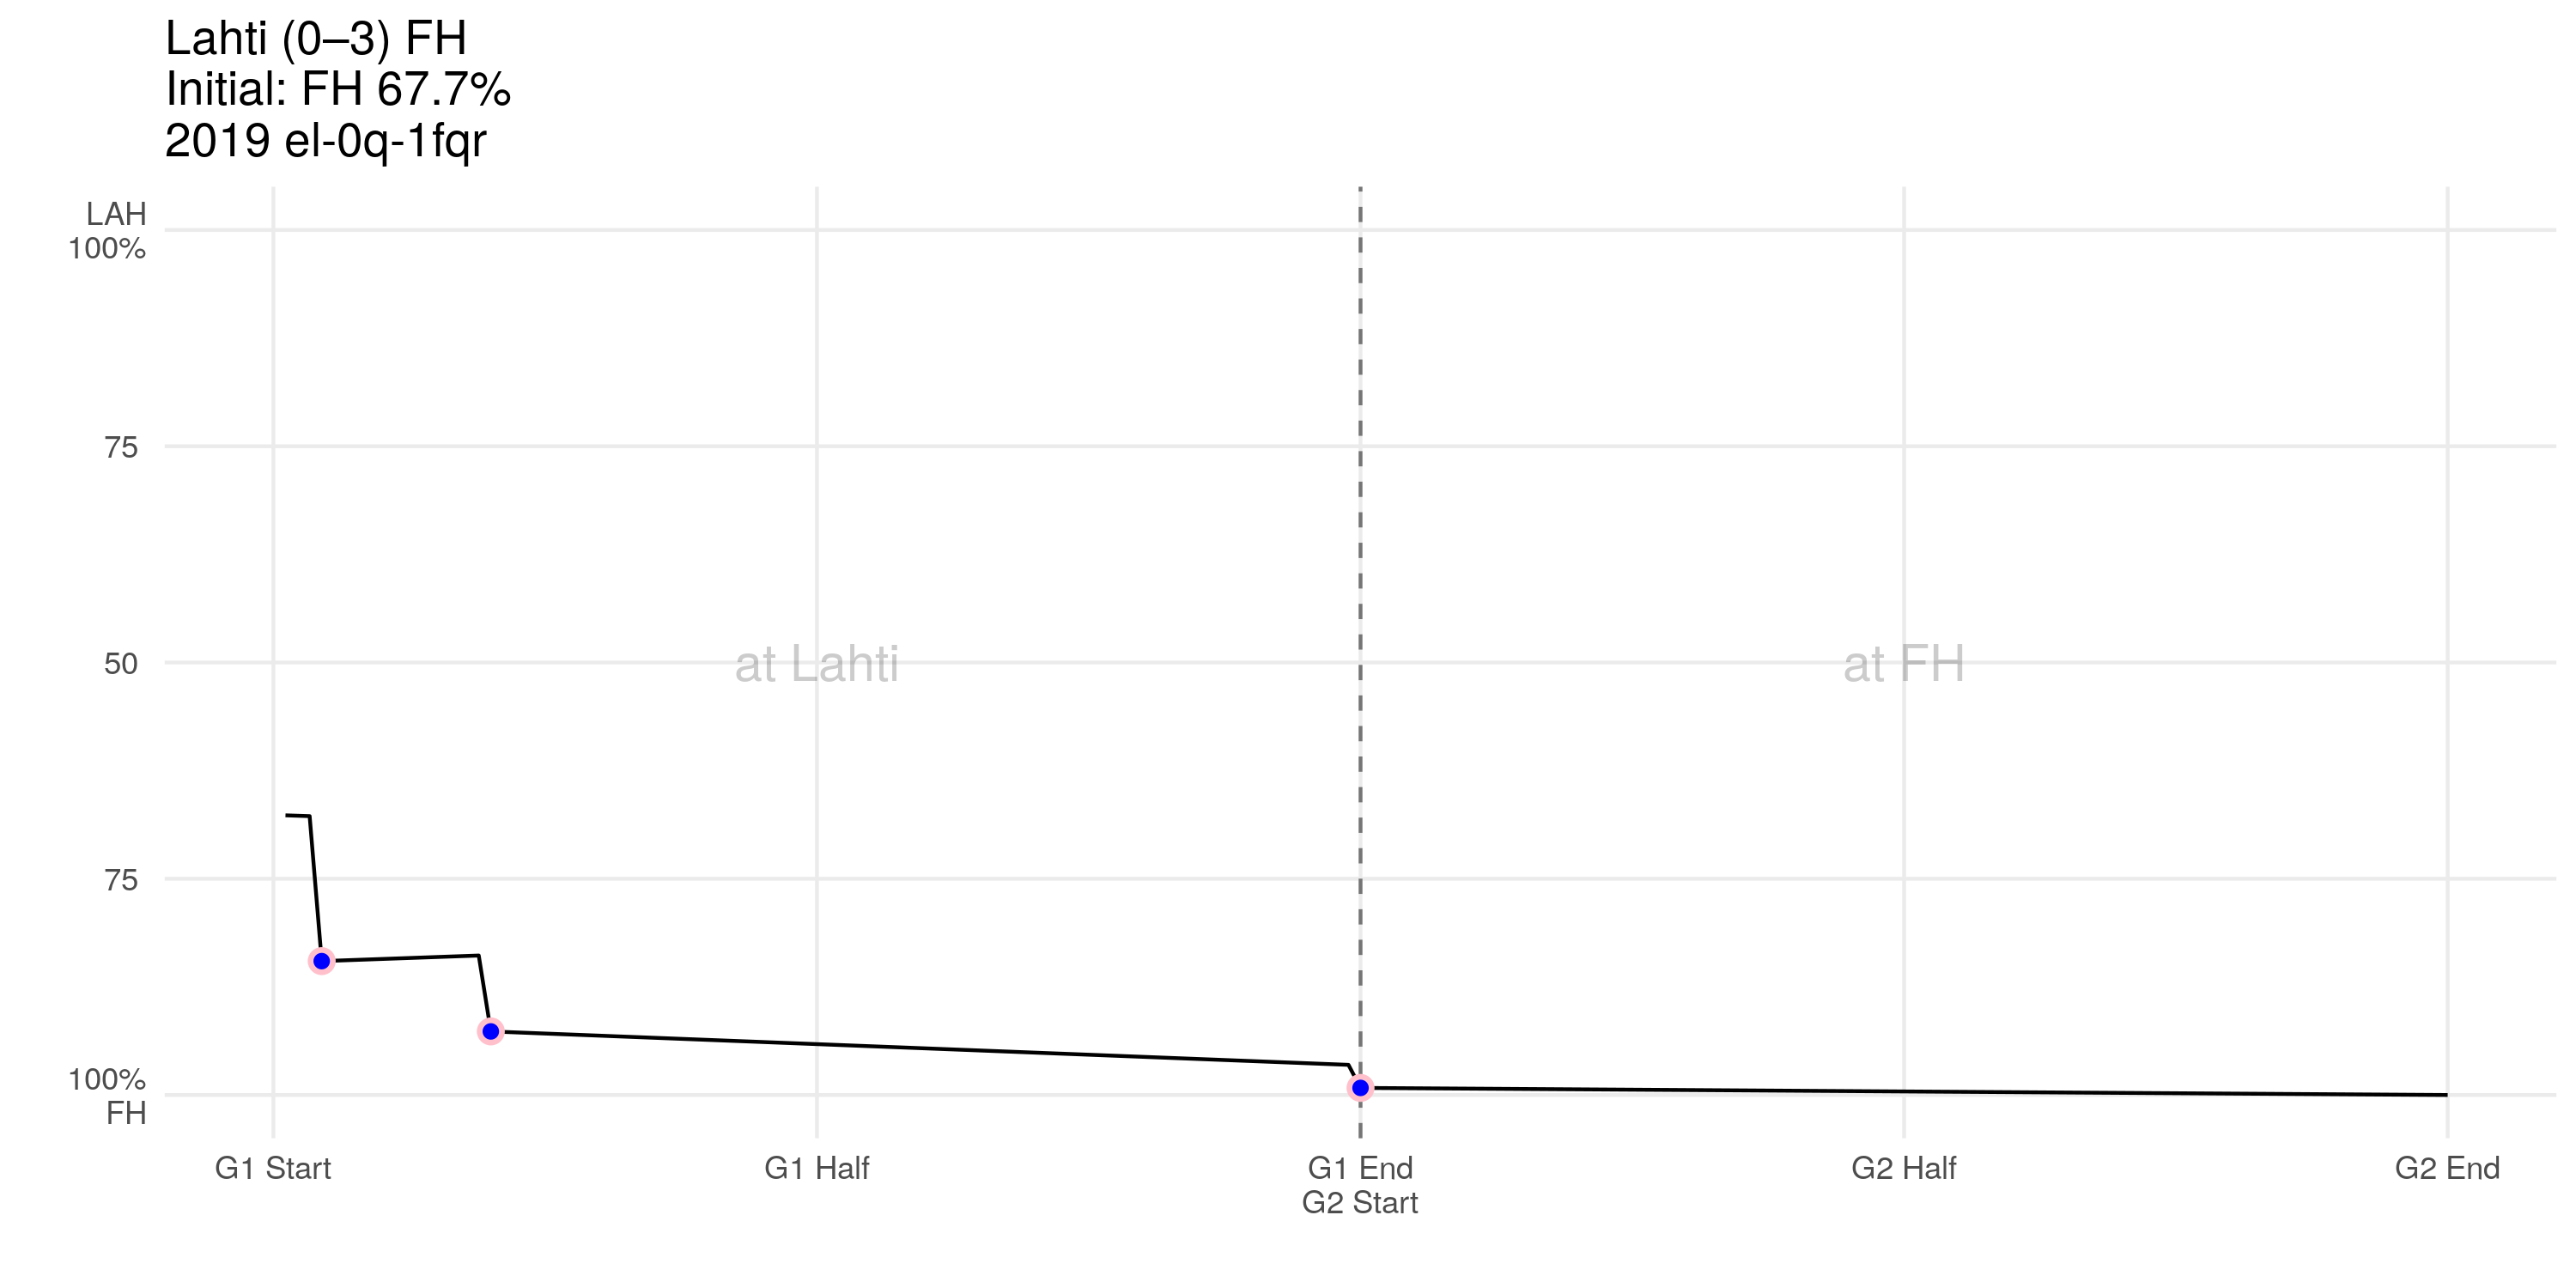 Lahti (0–3) FH
Initial: FH 67.7%
2019 el-0q-1fqr
LAH
100%
75
50
75
100%
FH
at Lahti
at FH
G1 Start
G1 Half
G1 End
G2 Start
G2 Half
G2 End